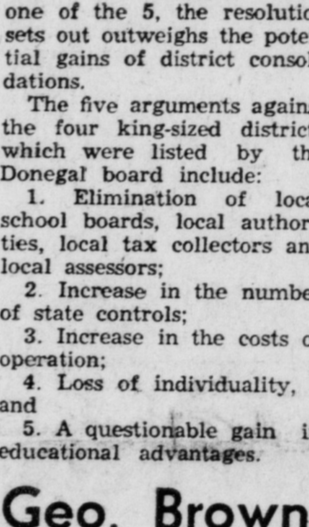 one of the 5, the resolutio
sets out outweighs the pote
tial gains of district conso
dations.
The five arguments again
the four king-sized distric
which were listed by th
Donegal board include:
1. Elimination of loca
school boards, local author
ties, local tax collectors an
local assessors;
2. Increase in the numbe
of state controls;
3. Increase in the costs o
operation;
4. Loss of individuality,
and
5. A questionable gain i
educational advantages.
Geo. Brown